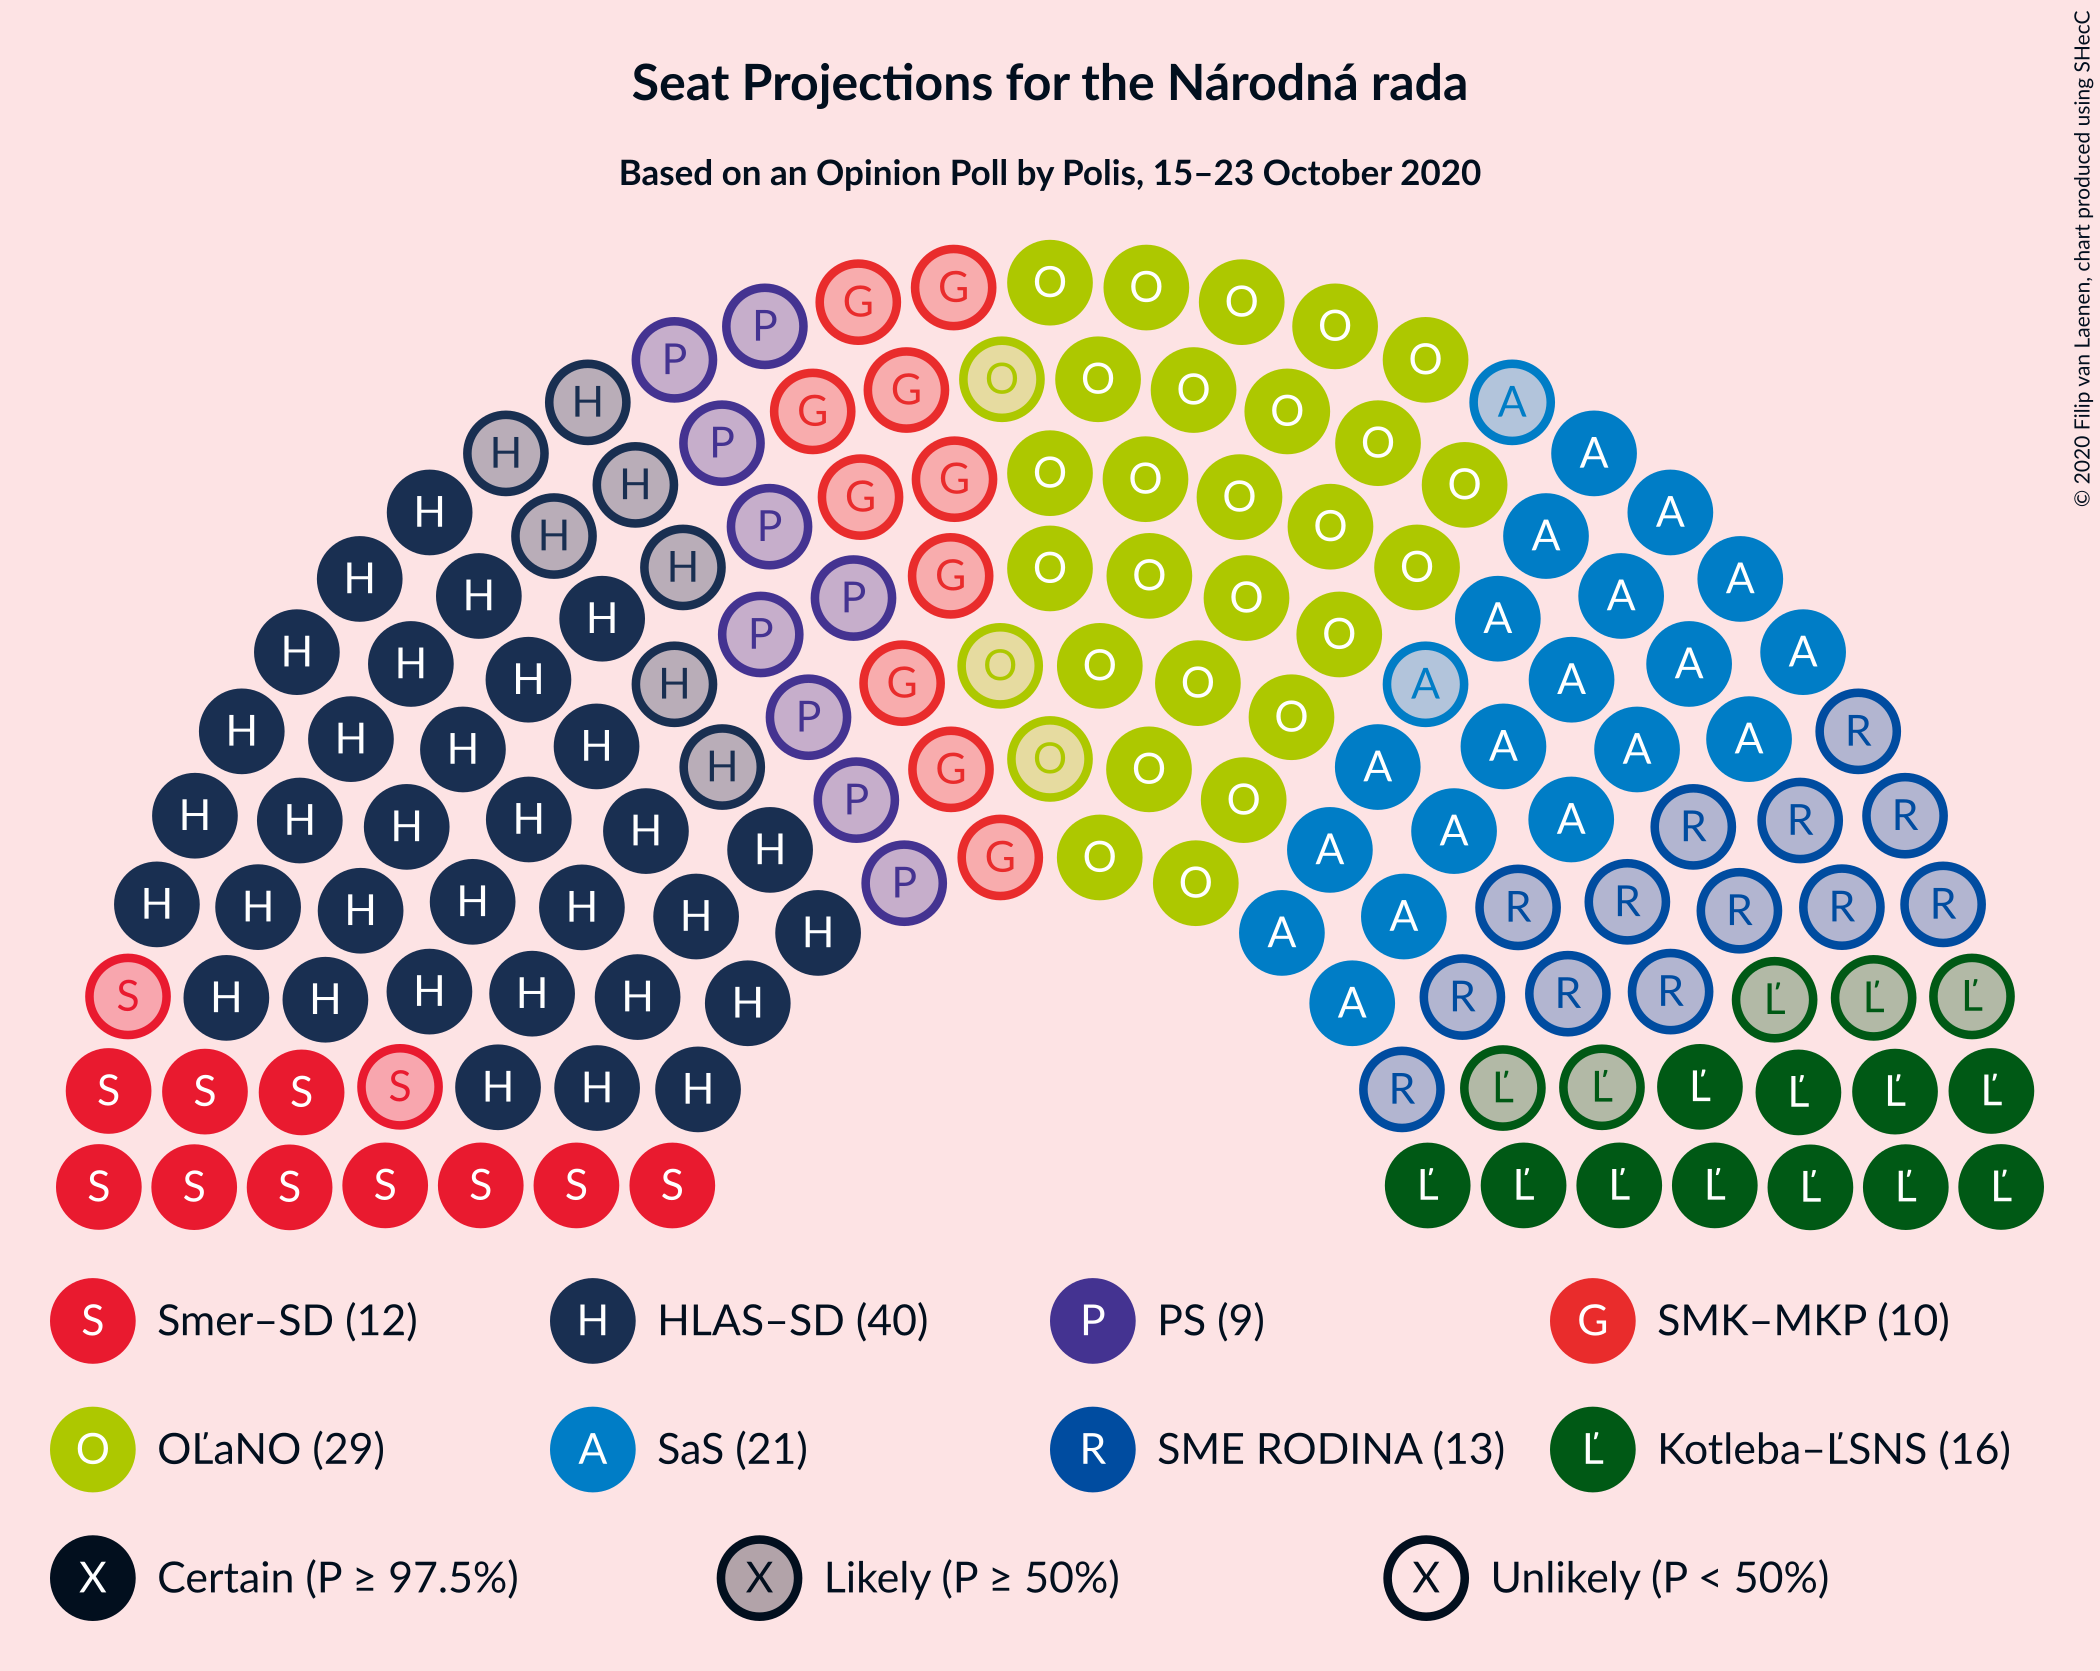 Seat Projections for the Národná rada
Based on an Opinion Poll by Polis, 15–23 October 2020
© 2020 Filip van Laenen, chart produced using SHecC
O
G O
G O
P O
P O
G O
G O
H A
P O
H A
G O
P O
H A
H A
S Smer–SD (12)
H HLAS–SD (40)
P PS (9)
G SMK–MKP (10)
O OĽaNO (29)
A SaS (21)
R SME RODINA (13)
Ľ Kotleba–ĽSNS (16)
X Certain (P ≥ 97.5%)
X Likely (P ≥ 50%)
X Unlikely (P < 50%)